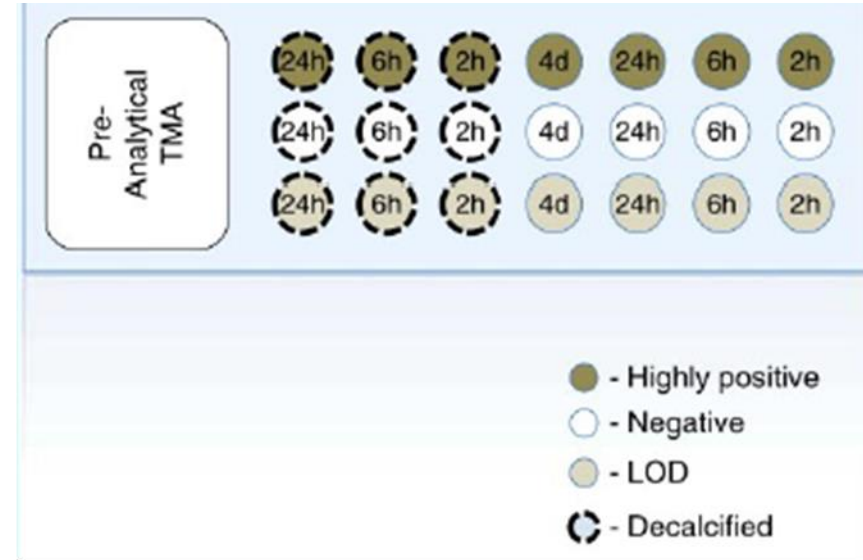 Pre-
Analytical
TMA
24h 6h 2h 4d 24h 6h 2h
24h 6h 2h 4d 24h 6h 2h
24h 6h 2h 4d 24h 6h 2h
- Highly positive
- Negative
- LOD
- Decalcified